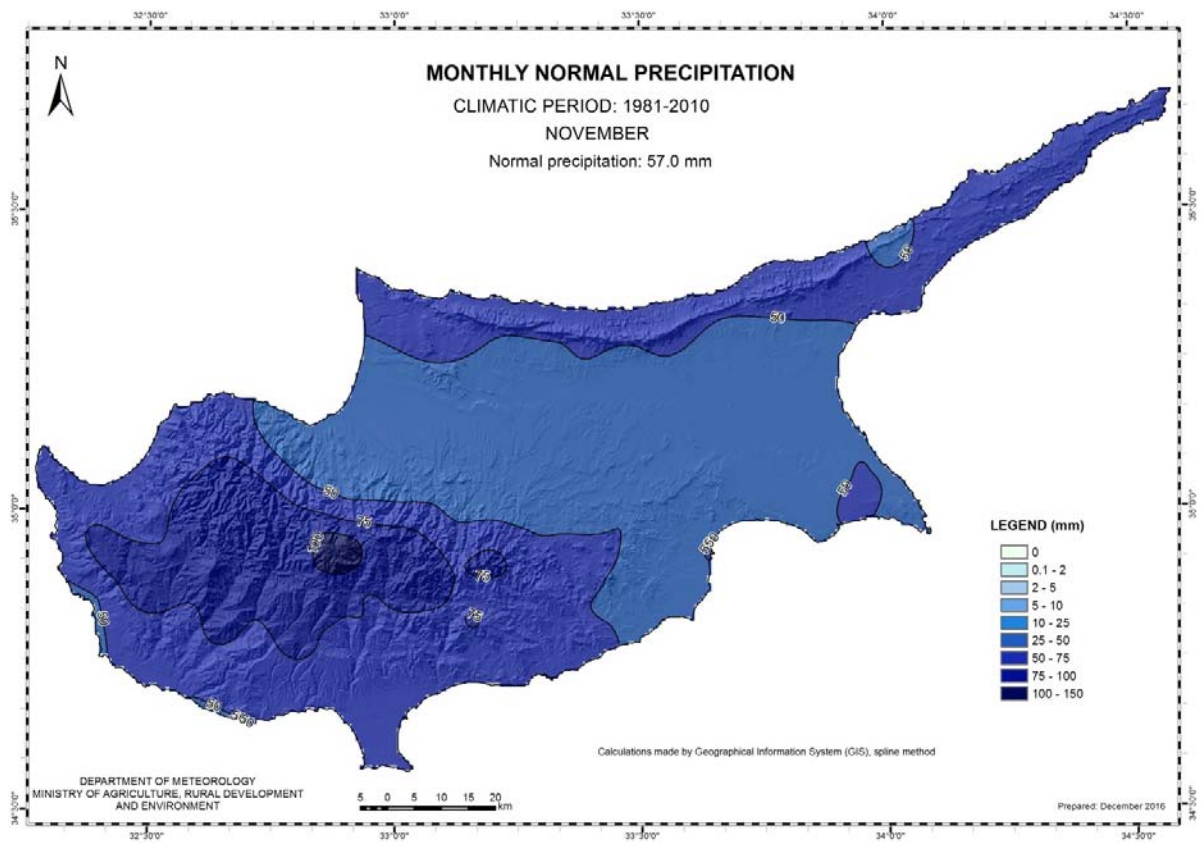 32°30'0" 33°0'0" 33°30'0" 34°0'0" 34°30'0"
N
MONTHLY NORMAL PRECIPITATION
CLIMATIC PERIOD: 1981-2010
NOVEMBER
Normal precipitation: 57.0 mm
35°30'0" 35°30'0"
50
50
50
50
75
35°0'0" 35°0'0"
100
75
75
50
50
LEGEND (mm)
0
0.1 - 2
2 - 5
5 - 10
10 - 25
25 - 50
50 - 75
75 - 100
100 - 150
Calculations made by Geographical Information System (GIS), spline method
DEPARTMENT OF METEOROLOGY
MINISTRY OF AGRICULTURE, RURAL DEVELOPMENT
AND ENVIRONMENT
5 0 5 10 15 20
km
Prepared: December 2016
34°30'0" 34°30'0"
32°30'0" 33°0'0" 33°30'0" 34°0'0" 34°30'0"